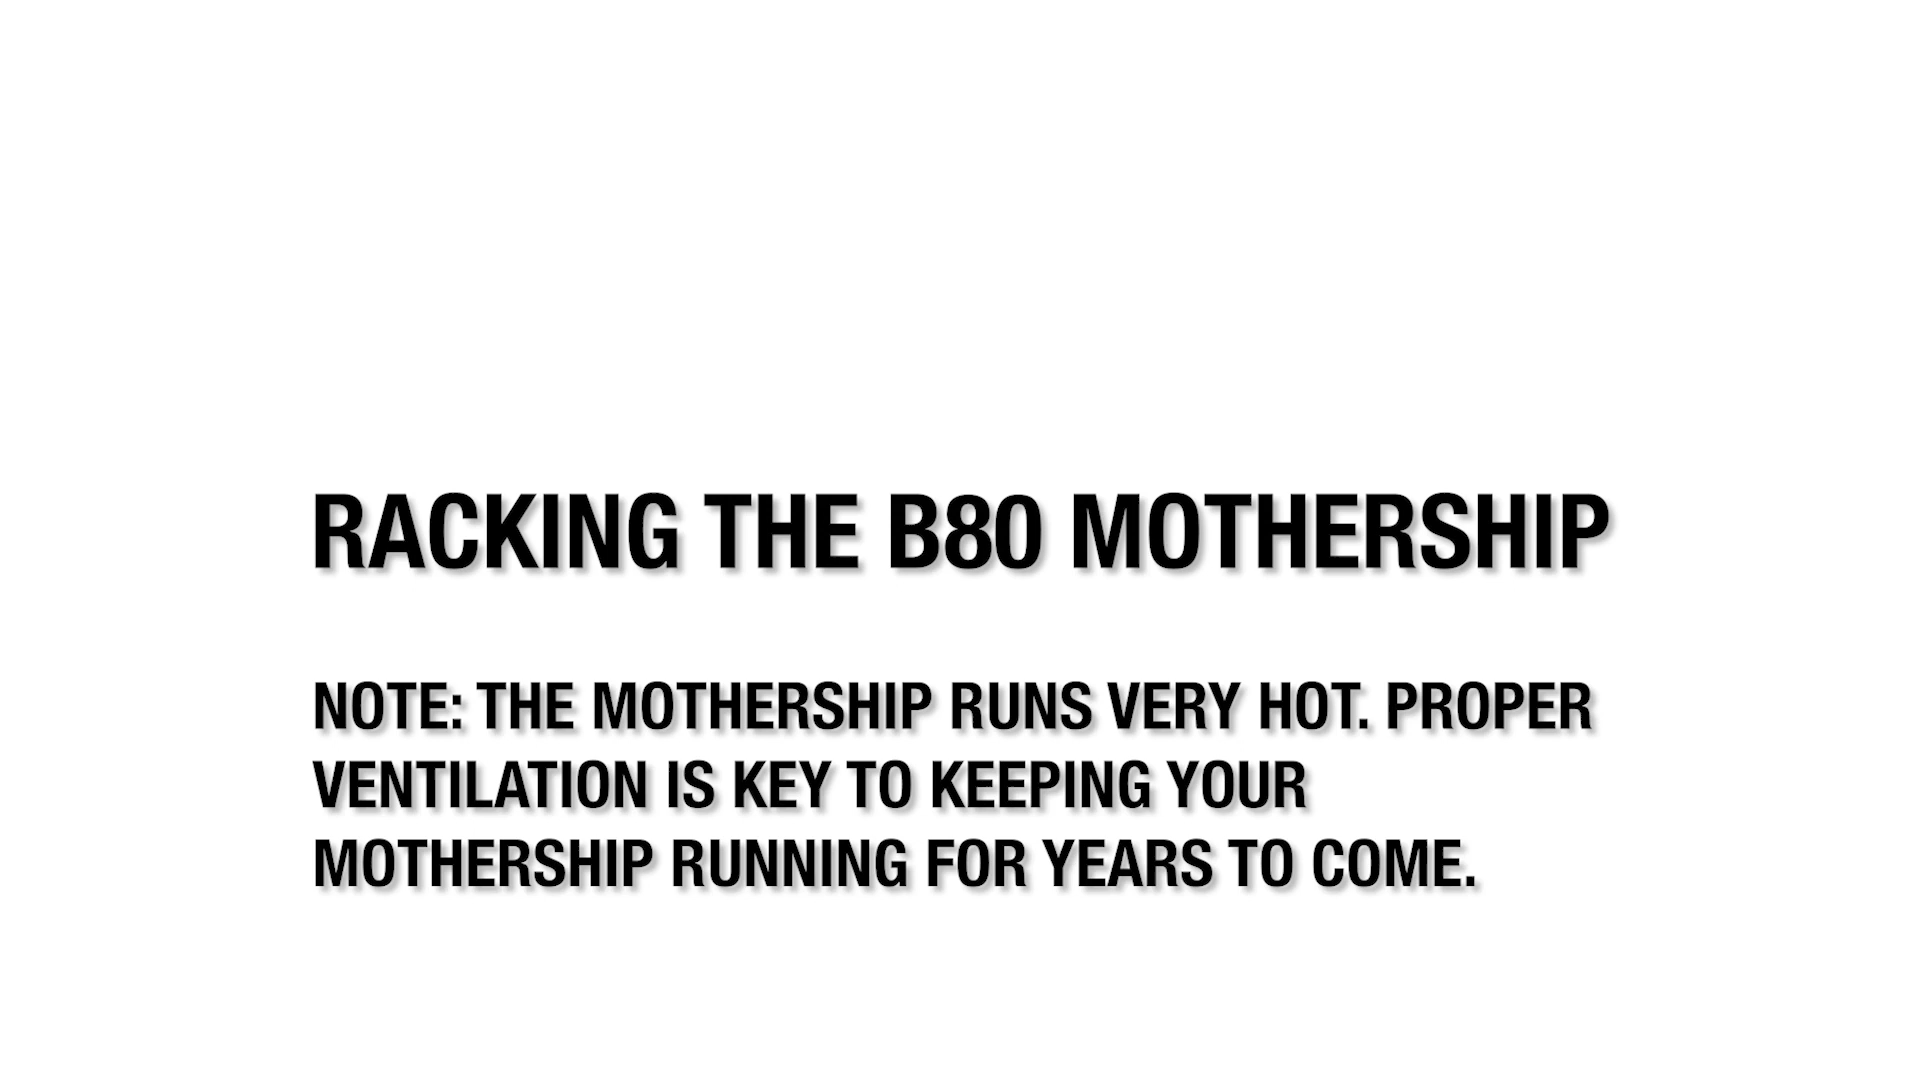 RACKING THE B80 MOTHERSHIP
NOTE: THE MOTHERSHIP RUNS VERY HOT. PROPER
VENTILATION IS KEY TO KEEPING YOUR
MOTHERSHIP RUNNING FOR YEARS TO COME.